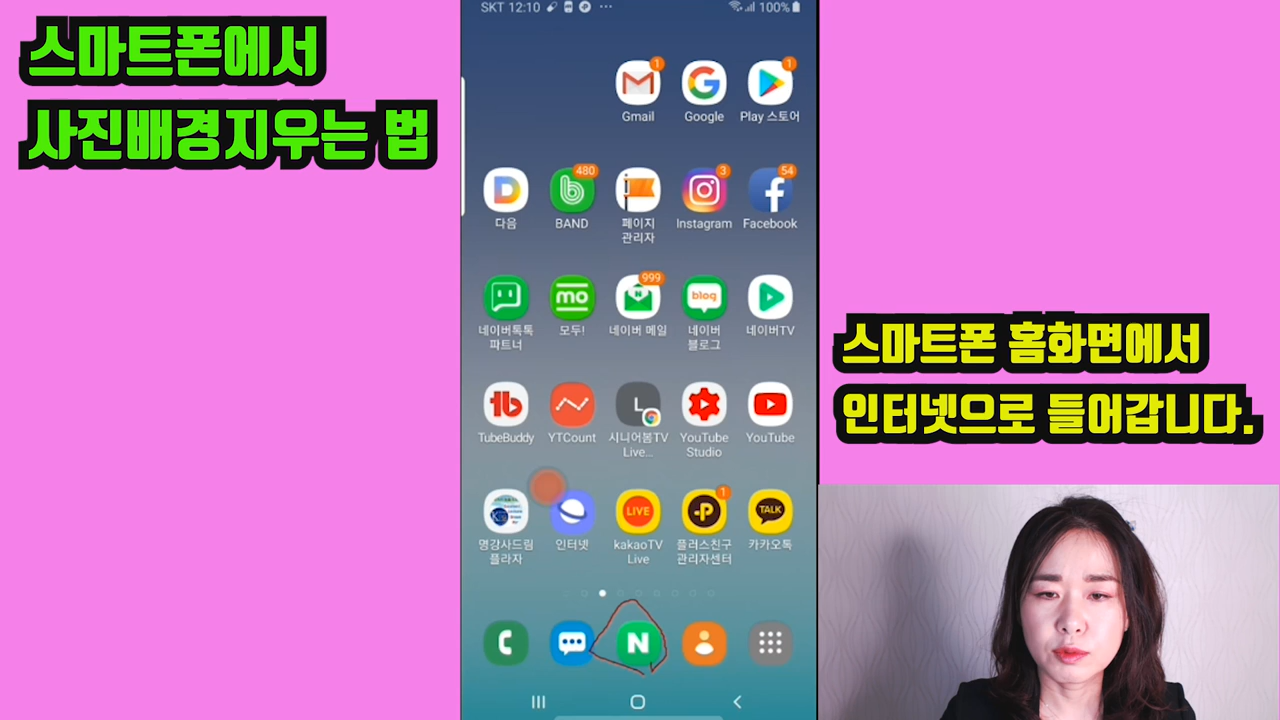 스마트폰에서
사진배경지우는 법
SKT 12:10
100%
1
1
Gmail
Google
Play 스토어
480
3
54
다음
BAND
페이지
관리자
Instagram
Facebook
mo
999
blog
네이버톡톡
파트너
모두!
네이버 메일
네이버
블로그
네이버TV
L
TubeBuddy
YTCount
시니어봄TV
Live...
YouTube
Studio
YouTube
LIVE
1
TALK
명강사드림
플라자
인터넷
kakaoTV
Live
플러스친구
관리자센터
카카오톡
N
스마트폰 홈화면에서
인터넷으로 들어갑니다.